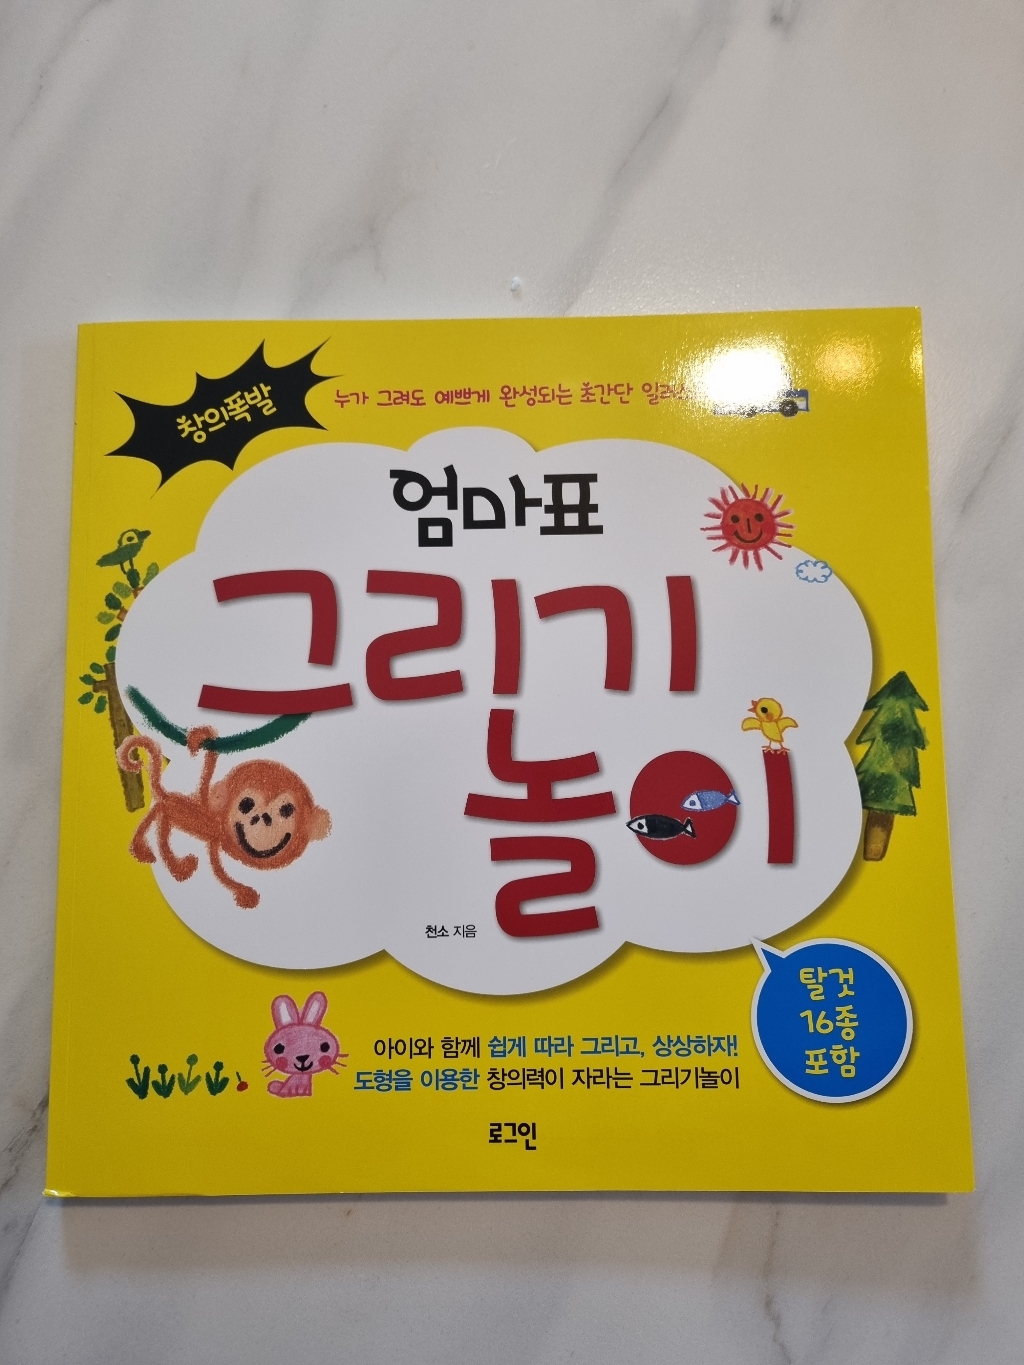 창의폭발
누가 그려도 예쁘게 완성되는 초간단
엄마표
그리기
놀이
천소 지음
탈것
16종
포함
아이와 함께 쉽게 따라 그리고, 상상하자!
도형을 이용한 창의력이 자라는 그리기놀이
로그인